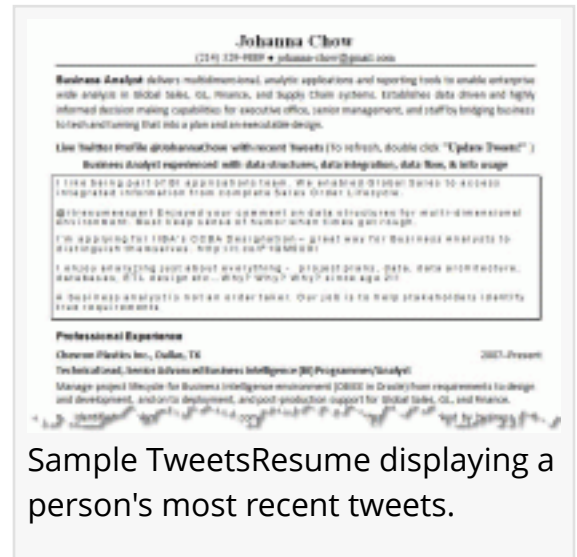 Johanna Chow
Business Analyst delivers multidimensional, analytic applications and reporting tools to enable enterprise
wide analysis in Global Sales, GL, Finance, and Supply Chain systems. Establishes data driven and highly
informed decision making capabilities for executive office, senior management, and staff by bridging business
to tech and turning that into a plan and an executable design.
Live Twitter Profile @JohannaChow with recent Tweets (To refresh, double click "Update Tweets" )
Business Analyst experienced with data structures, data integration, data flow, & info usage
I like being part of BI applications team. We enabled Global Sales to access
integrated information from complete Sales Order Lifecycle.
Enjoyed your comment on data structures for multi-dimensional
environment. Must keep sense of humor when times get rough.
I'm applying for IIBA's CCBA Designation - great way for Business Analysts to
distinguish themselves.
I enjoy analyzing just about everything - project plans, data, data architecture,
databases, ETL design etc... Why? Why? Why? since age 2!!
A business analyst is not an order taker. Our job is to help stakeholders identify
true requirements.
Professional Experience
Chevron Plastics Inc., Dallas, TX 2007-Present
Technical Lead, Senior Advanced Business Intelligence (BI) Programmer/Analyst
Manage project lifecycle for Business Intelligence environment (OBIEE in Oracle) from requirements to design
and development, and on to deployment, and post-production support for Global Sales, GL, and Finance.
Sample TweetsResume displaying a
person's most recent tweets.